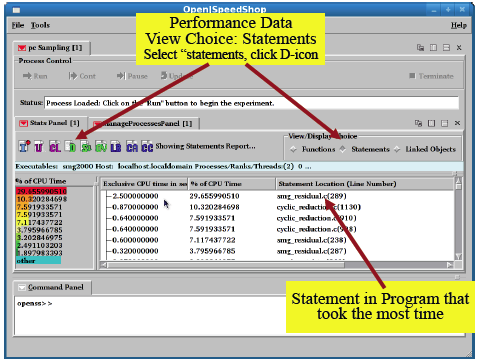 Open|SpeedShop
File Tools
Help
Performance Data
View Choice: Statements
Select “statements, click D-icon
pc Sampling [1]
Process Control
Run
Cont
Pause
Update
Terminate
Status: Process Loaded: Click on the "Run" button to begin the experiment.
Stats Panel [1]
ManageProcessesPanel [1]
Showing Statements Report...
View/Display Choice
Functions
Statements
Linked Objects
Executables: smg2000 Host: localhost.localdomain Processes/Ranks/Threads:(2) 0 ...
% of CPU Time
29.655990510
10.320284698
7.591933571
7.591933571
7.117437722
3.795966785
3.202846975
2.491103203
1.897983393
other
Exclusive CPU time in se
% of CPU Time
Statement Location (Line Number)
2.500000000 29.655990510 smg_residual.c(289)
0.870000000 10.320284698 cyclic_reduction.c(1130)
0.640000000 7.591933571 cyclic_reduction.c(910)
0.640000000 7.591933571 cyclic_reduction.c(998)
0.600000000 7.117437722 smg_residual.c(238)
0.320000000 3.795966785 smg_residual.c(287)
Statement in Program that
took the most time
Command Panel
openss>>